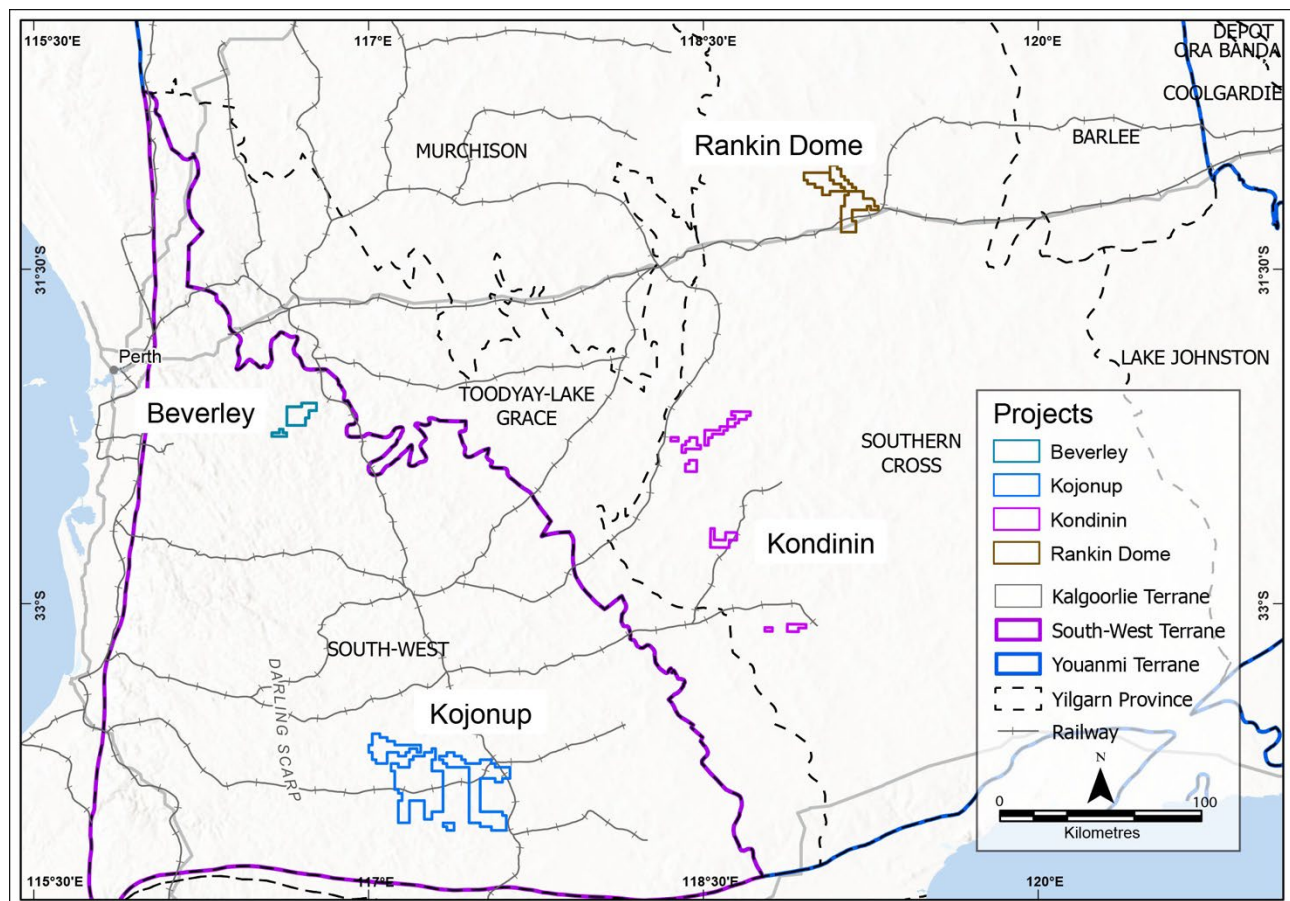 115°30'E
117°E
118°30'E
120°E
DEPOT
ORA BANDA
COOLGARDIE
BARLEE
MURCHISON
Rankin Dome
31°30'S
31°30'S
Perth
LAKE JOHNSTON
Beverley
TOODYAY-LAKE
GRACE
SOUTHERN
CROSS
Kondinin
33°S
33°S
SOUTH-WEST
DARLING SCARP
Kojonup
Projects
Beverley
Kojonup
Kondinin
Rankin Dome
Kalgoorlie Terrane
South-West Terrane
Youanmi Terrane
Yilgarn Province
Railway
N
0
100
Kilometres
115°30'E
117°E
118°30'E
120°E